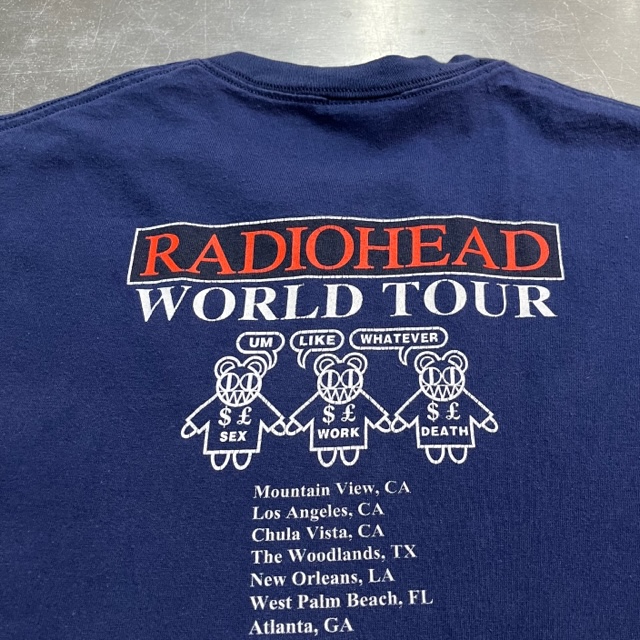 RADIOHEAD
WORLD TOUR
UM LIKE WHATEVER
$ £ $ £ $ £
SEX WORK DEATH
Mountain View, CA
Los Angeles, CA
Chula Vista, CA
The Woodlands, TX
New Orleans, LA
West Palm Beach, FL
Atlanta, GA